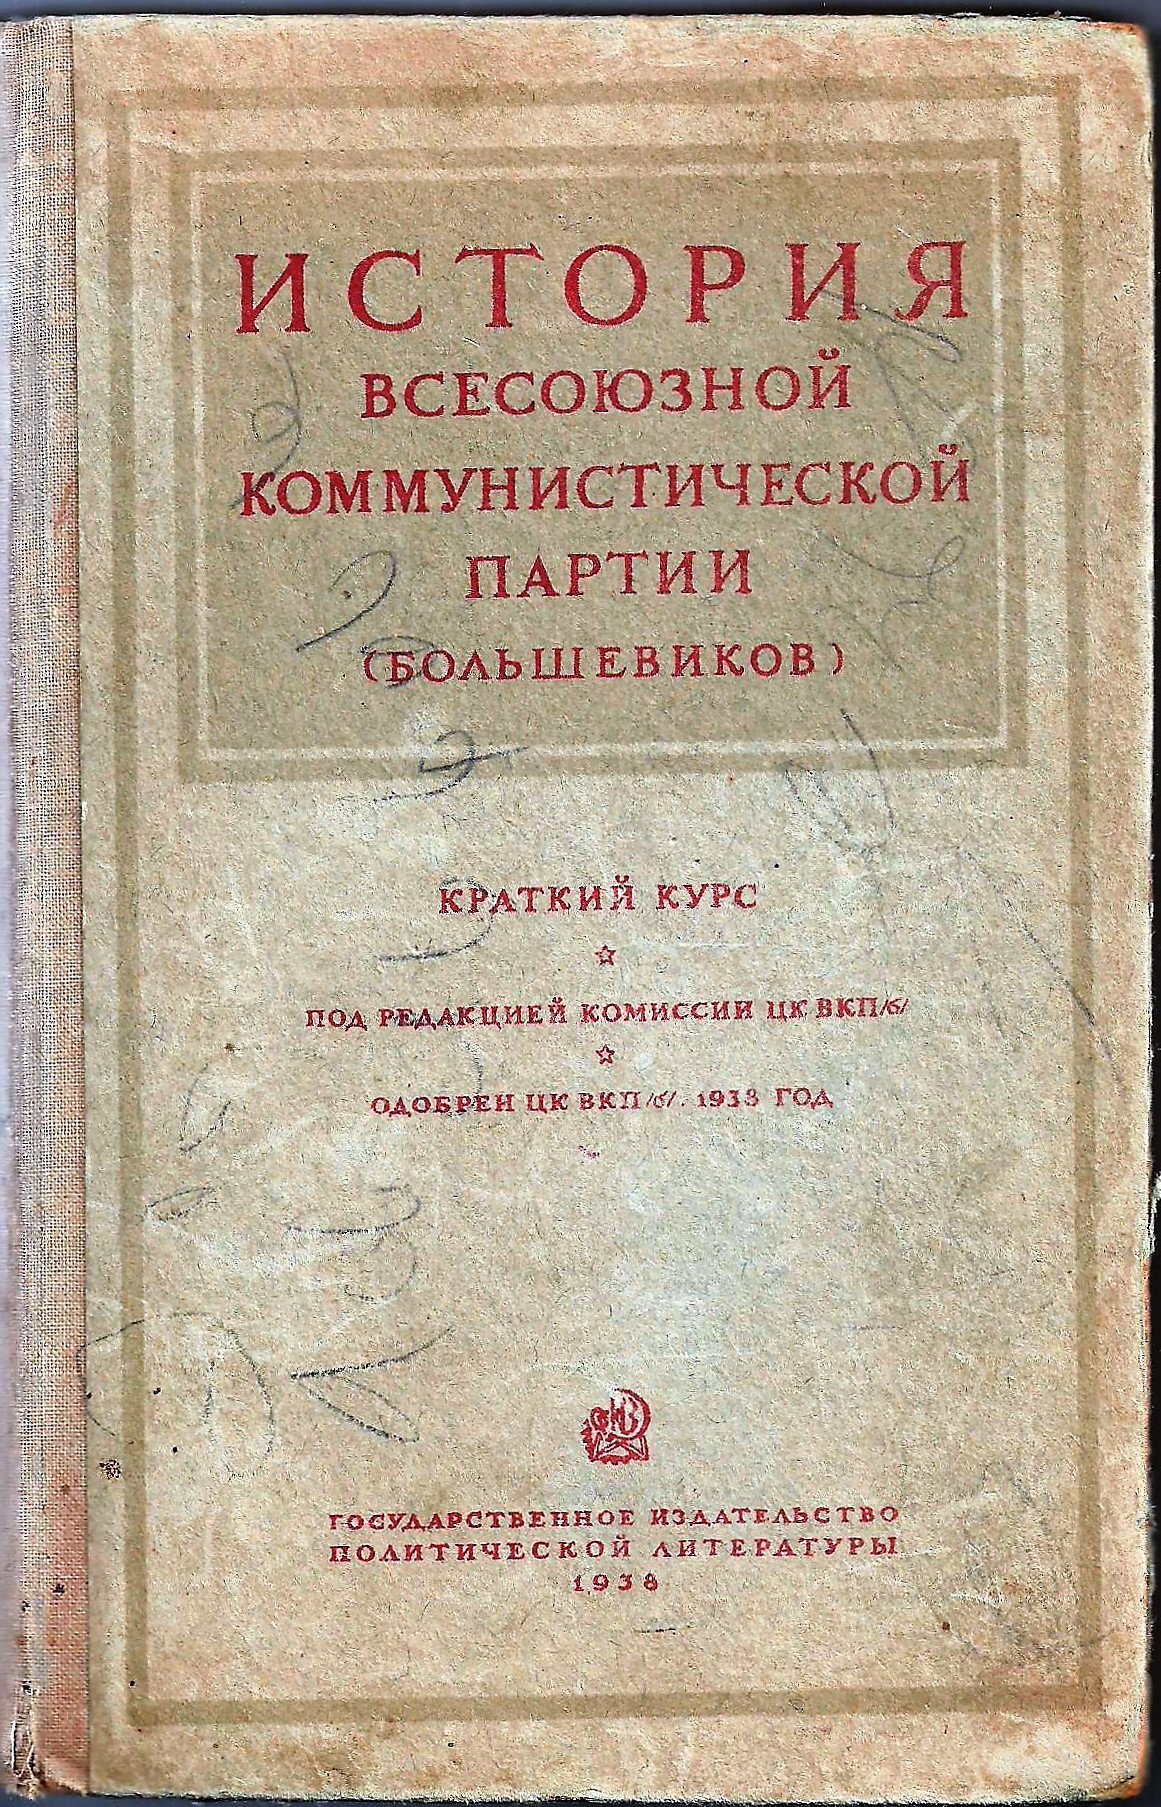 ИСТОРИЯ
ВСЕСОЮЗНОЙ
КОММУНИСТИЧЕСКОЙ
ПАРТИИ
(БОЛЬШЕВИКОВ)
КРАТКИЙ КУРС
ПОД РЕДАКЦИЕЙ КОМИССИИ ЦК ВКП/б/
ОДОБРЕН ЦК ВКП/б/. 1938 ГОД
ГОСУДАРСТВЕННОЕ ИЗДАТЕЛЬСТВО
ПОЛИТИЧЕСКОЙ ЛИТЕРАТУРЫ
1938